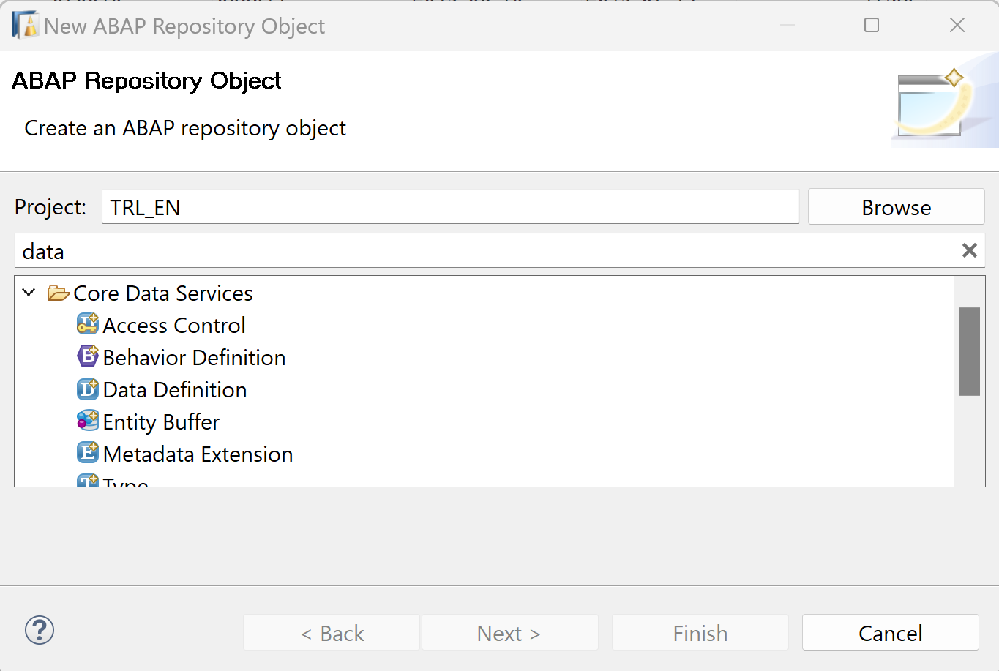 New ABAP Repository Object
ABAP Repository Object
Create an ABAP repository object
Project: TRL_EN Browse
data
Core Data Services
Access Control
Behavior Definition
Data Definition
Entity Buffer
Metadata Extension
Type
< Back Next > Finish Cancel